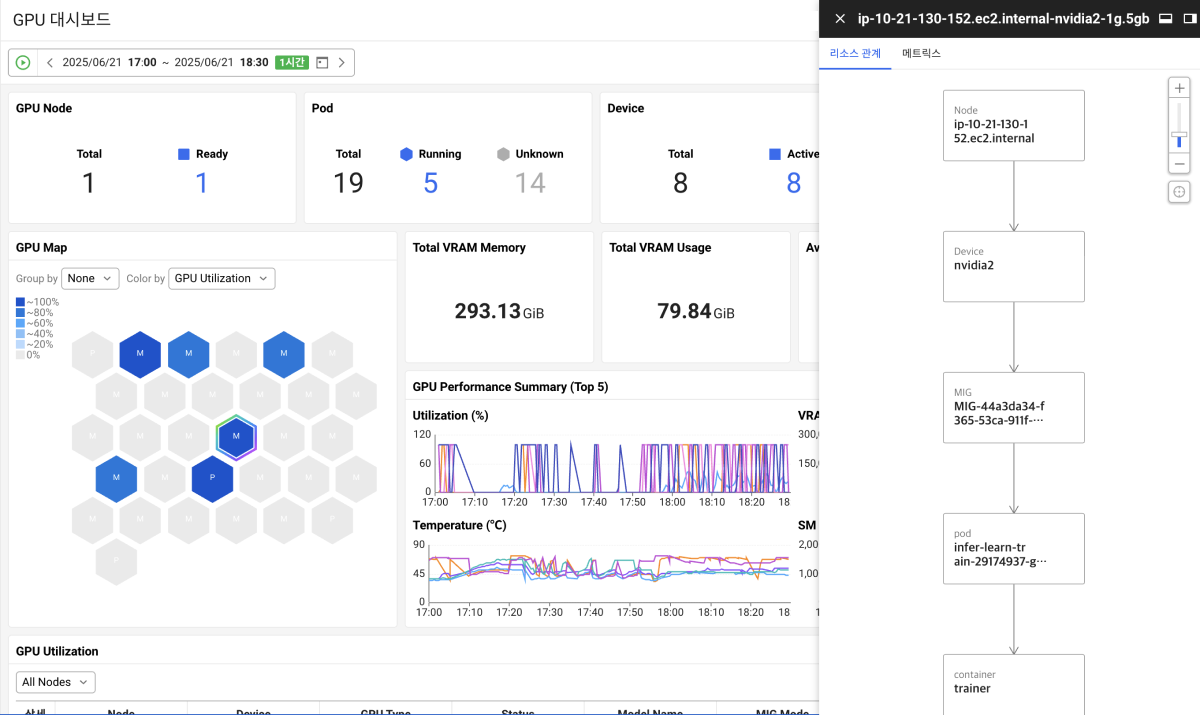 GPU 대시보드
2025/06/21 17:00 ~ 2025/06/21 18:30 1시간
GPU Node
Total
Ready
1
1
Pod
Total
Running
Unknown
19
5
14
Device
Total
Active
8
8
GPU Map
Group by None Color by GPU Utilization
~100%
~80%
~60%
~40%
~20%
0%
P M M M M M
M M M M M M
M M M M M M
M M P M M M
M M M M M P
P
Total VRAM Memory
293.13 GiB
Total VRAM Usage
79.84 GiB
Av
GPU Performance Summary (Top 5)
Utilization (%)
120
60
0
17:00 17:10 17:20 17:30 17:40 17:50 18:00 18:10 18:20 18
VRA
300,
150,
Temperature (℃)
90
45
0
17:00 17:10 17:20 17:30 17:40 17:50 18:00 18:10 18:20 18
SM
2,00
1,00
GPU Utilization
All Nodes
상세 Node Device GPU Type Status Model Name MIG Mode
ip-10-21-130-152.ec2.internal-nvidia2-1g.5gb
리소스 관계 메트릭스
Node
ip-10-21-130-1
52.ec2.internal
Device
nvidia2
MIG
MIG-44a3da34-f
365-53ca-911f-···
pod
infer-learn-tr
ain-29174937-g···
container
trainer